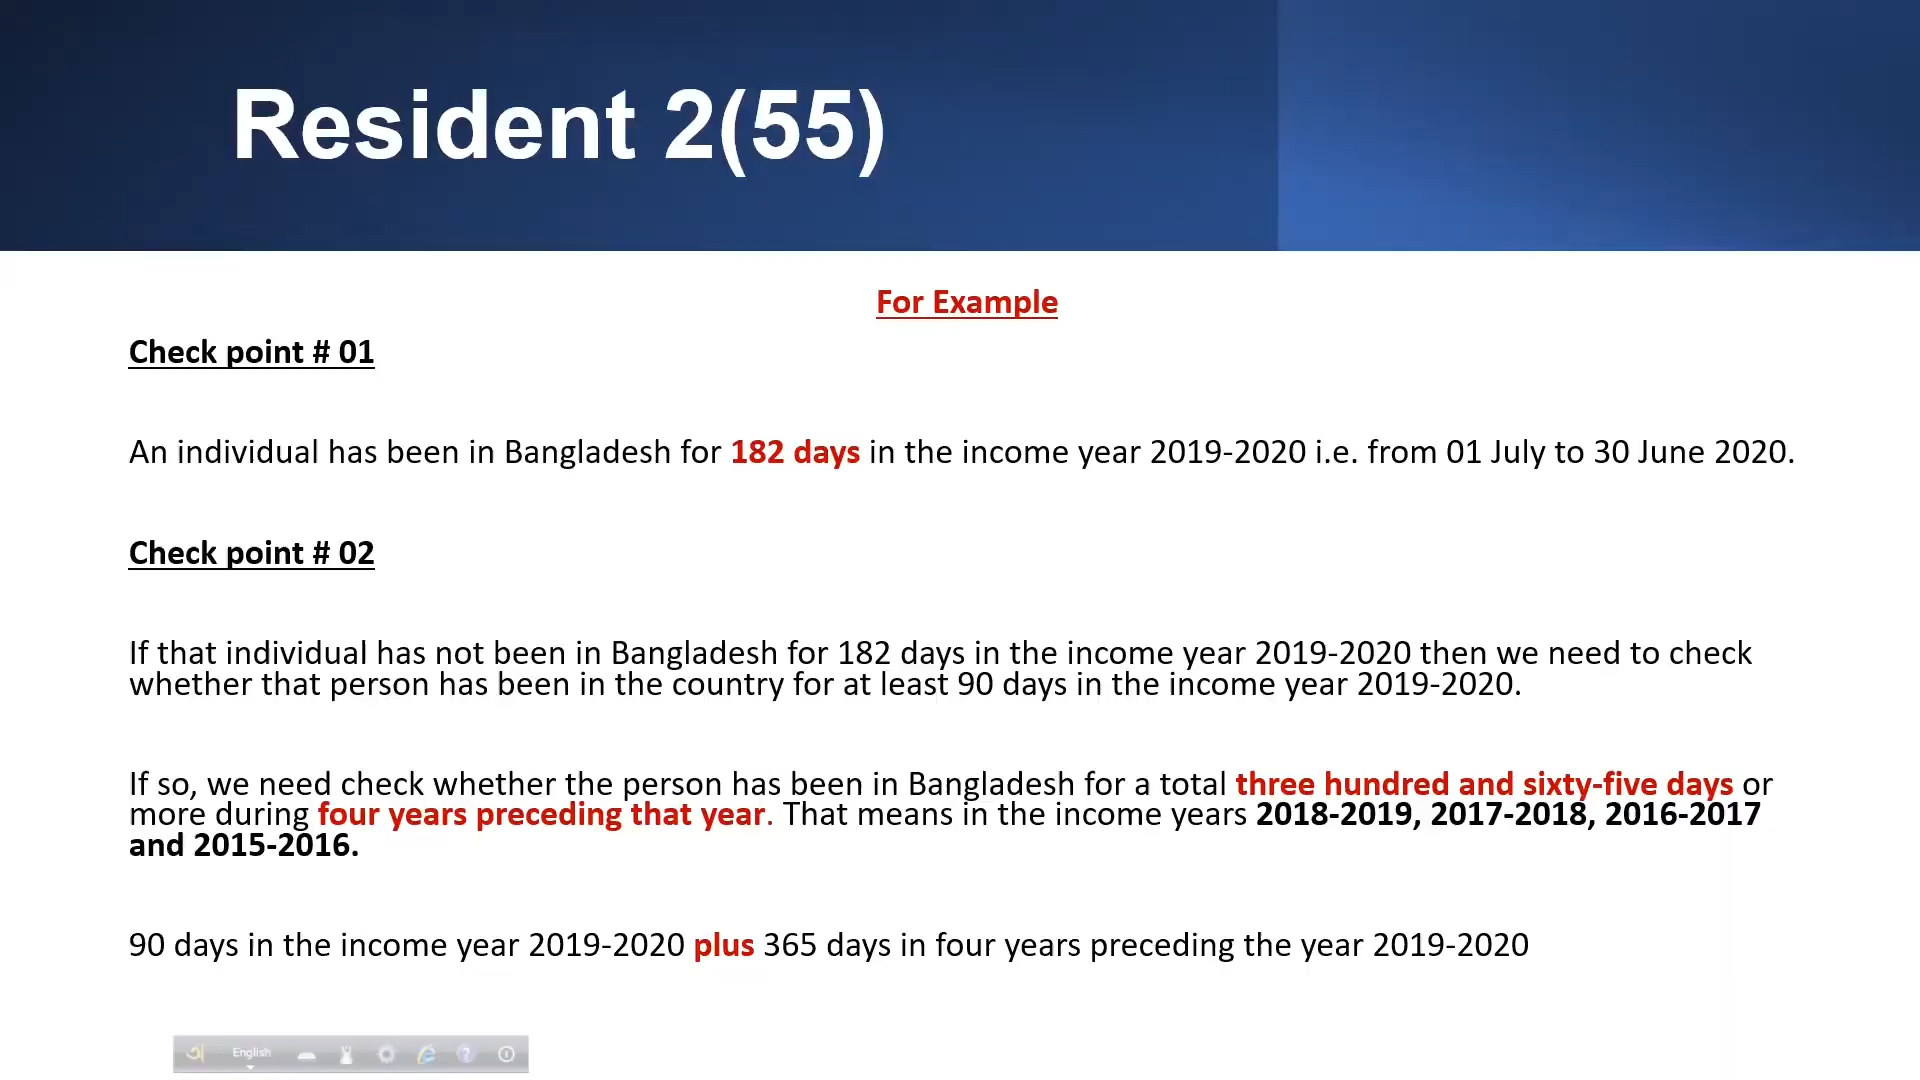 Resident 2(55)
For Example
Check point # 01
An individual has been in Bangladesh for 182 days in the income year 2019-2020 i.e. from 01 July to 30 June 2020.
Check point # 02
If that individual has not been in Bangladesh for 182 days in the income year 2019-2020 then we need to check
whether that person has been in the country for at least 90 days in the income year 2019-2020.
If so, we need check whether the person has been in Bangladesh for a total three hundred and sixty-five days or
more during four years preceding that year. That means in the income years 2018-2019, 2017-2018, 2016-2017
and 2015-2016.
90 days in the income year 2019-2020 plus 365 days in four years preceding the year 2019-2020
English